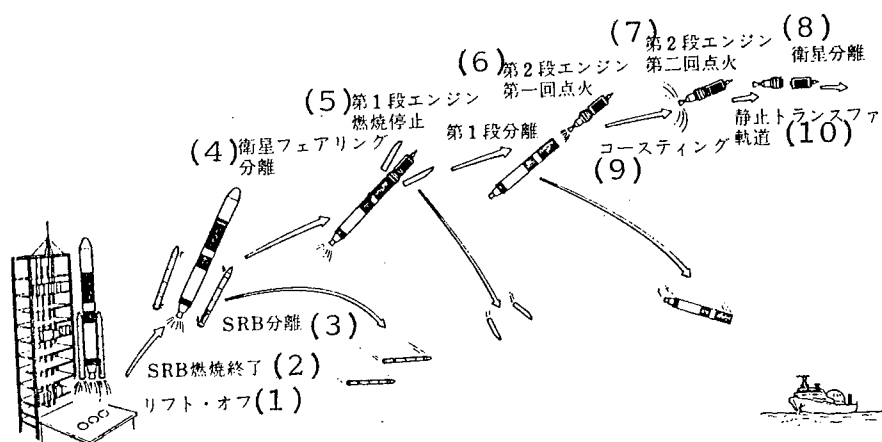 (1)リフト・オフ
(2)SRB燃焼終了
(3)SRB分離
(4)衛星フェアリング
分離
(5)第1段エンジン
燃焼停止
第1段分離
(6)第2段エンジン
第一回点火
(7)第2段エンジン
第二回点火
(8)衛星分離
コースティング
(9)
静止トランスファ
軌道(10)